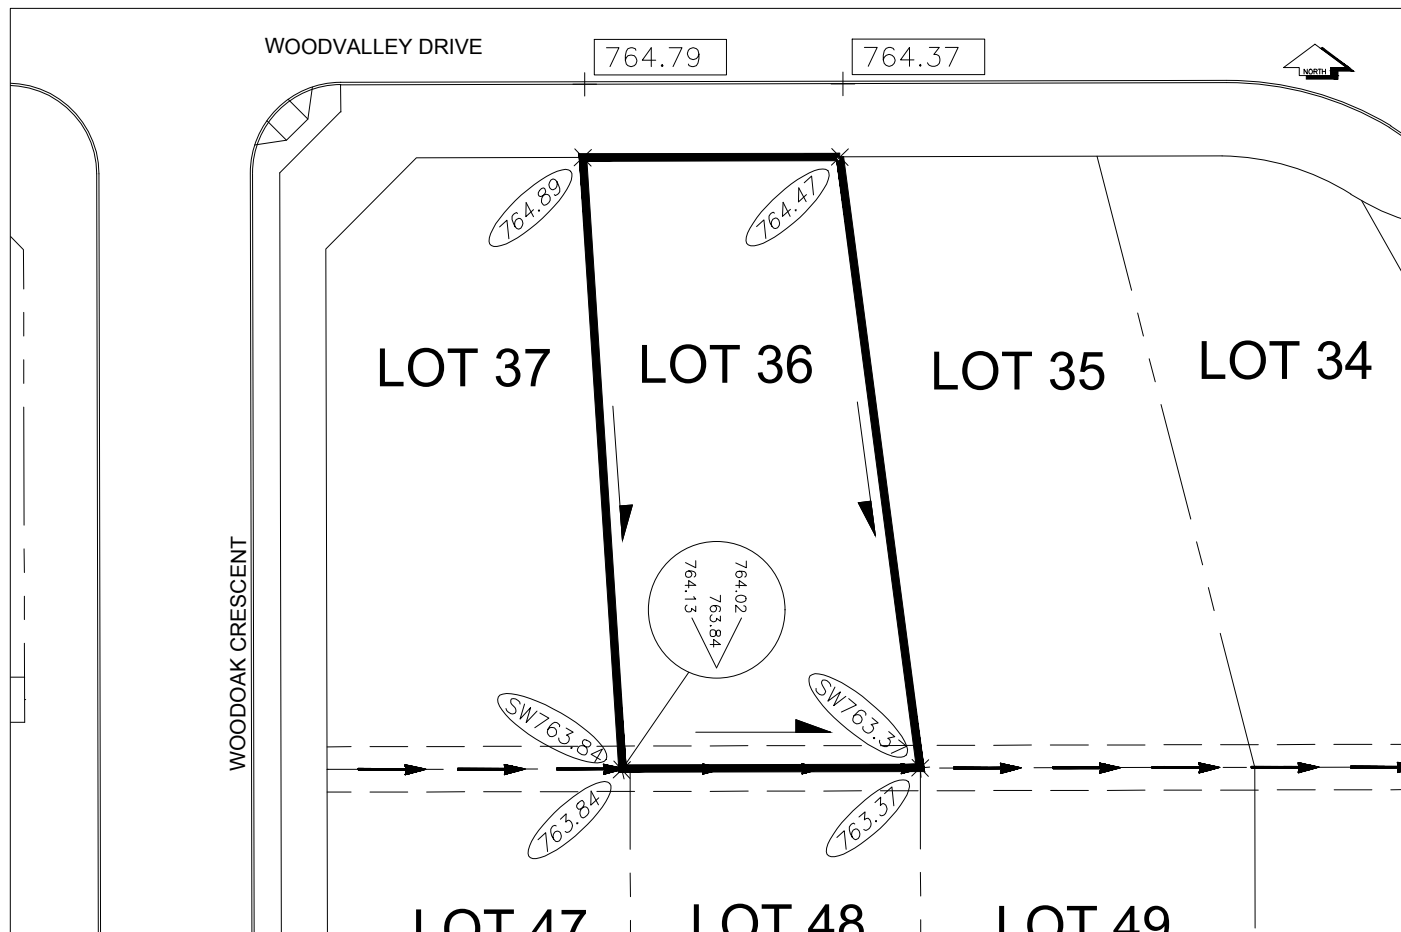 WOODVALLEY DRIVE
764.79
764.37
NORTH
764.89
764.47
LOT 37
LOT 36
LOT 35
LOT 34
WOODOAK CRESCENT
764.13
763.84
764.02
SW763.84
SW763.37
763.84
763.37
LOT 47
LOT 48
LOT 49